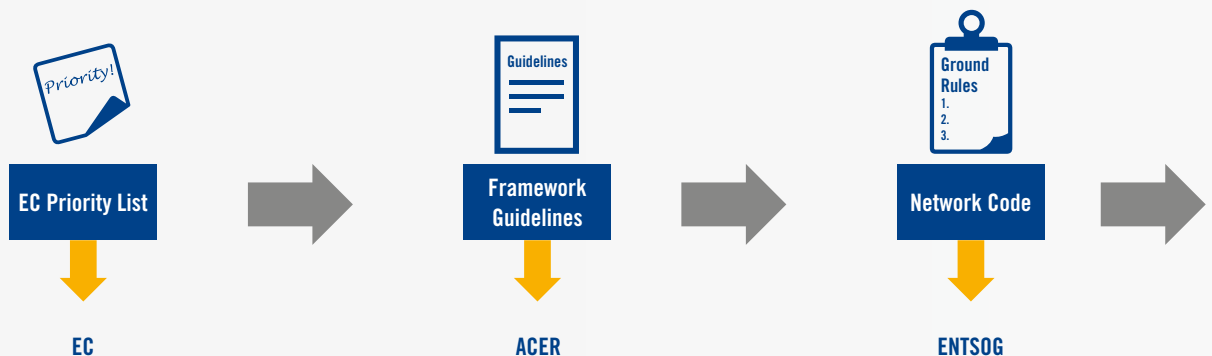 Priority!
EC Priority List
EC
Guidelines
Framework
Guidelines
ACER
Ground
Rules
1.
2.
3.
Network Code
ENTSOG